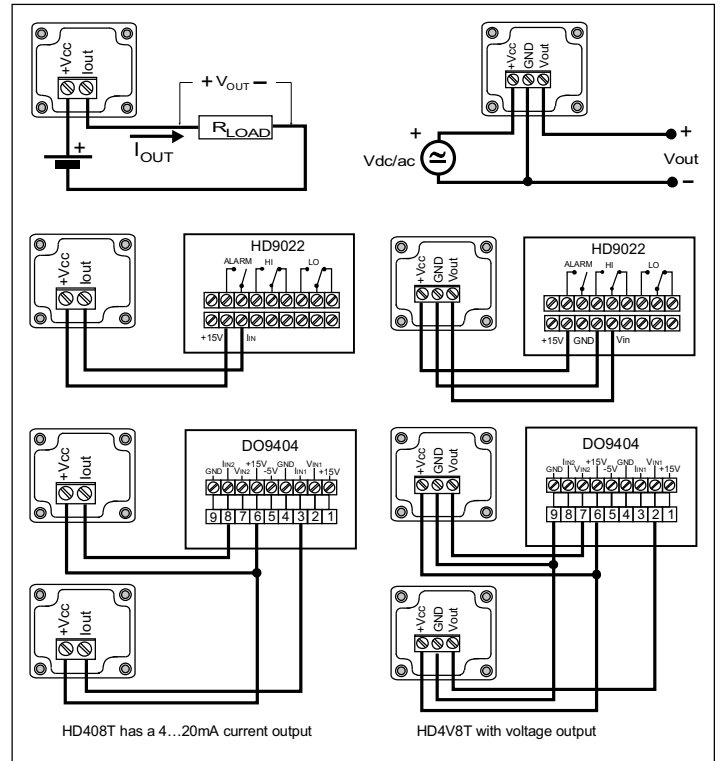 +Vcc Iout
+ VOUT −
+
IOUT
RLOAD
+Vcc GND Vout
+
Vdc/ac
+
Vout
−
+Vcc Iout
HD9022
ALARM HI LO
+15V IIN
+Vcc GND Vout
HD9022
ALARM HI LO
+15V GND Vin
+Vcc Iout
DO9404
GND IIN2 VIN2 +15V -5V GND IIN1 VIN1 +15V
9 8 7 6 5 4 3 2 1
+Vcc Iout
+Vcc GND Vout
DO9404
GND IIN2 VIN2 +15V -5V GND IIN1 VIN1 +15V
9 8 7 6 5 4 3 2 1
+Vcc GND Vout
HD408T has a 4…20mA current output
HD4V8T with voltage output